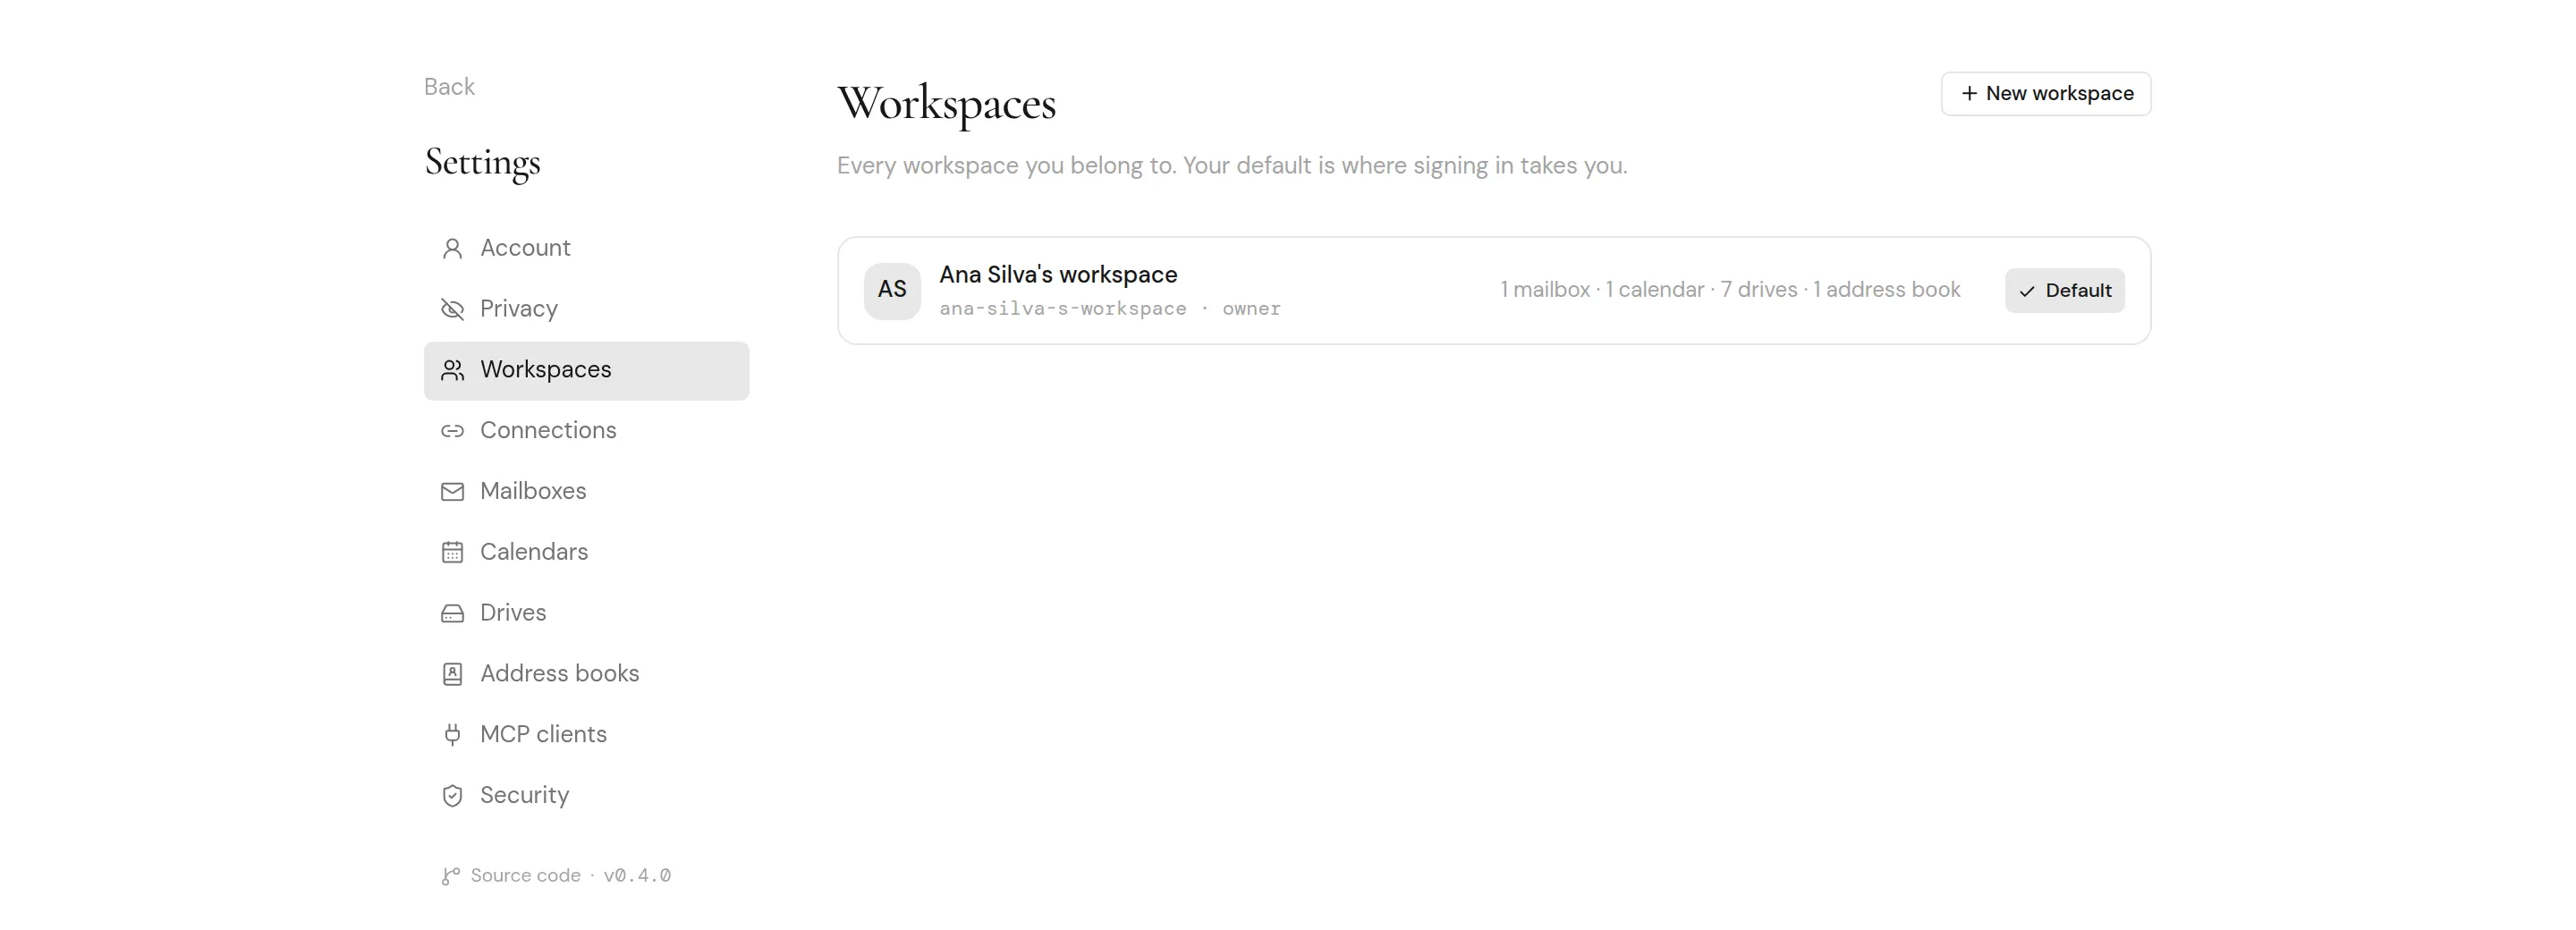 Back
Settings
Account
Privacy
Workspaces
Connections
Mailboxes
Calendars
Drives
Address books
MCP clients
Security
Source code · v0.4.0
Workspaces
+ New workspace
Every workspace you belong to. Your default is where signing in takes you.
AS
Ana Silva's workspace
ana-silva-s-workspace · owner
1 mailbox · 1 calendar · 7 drives · 1 address book
Default